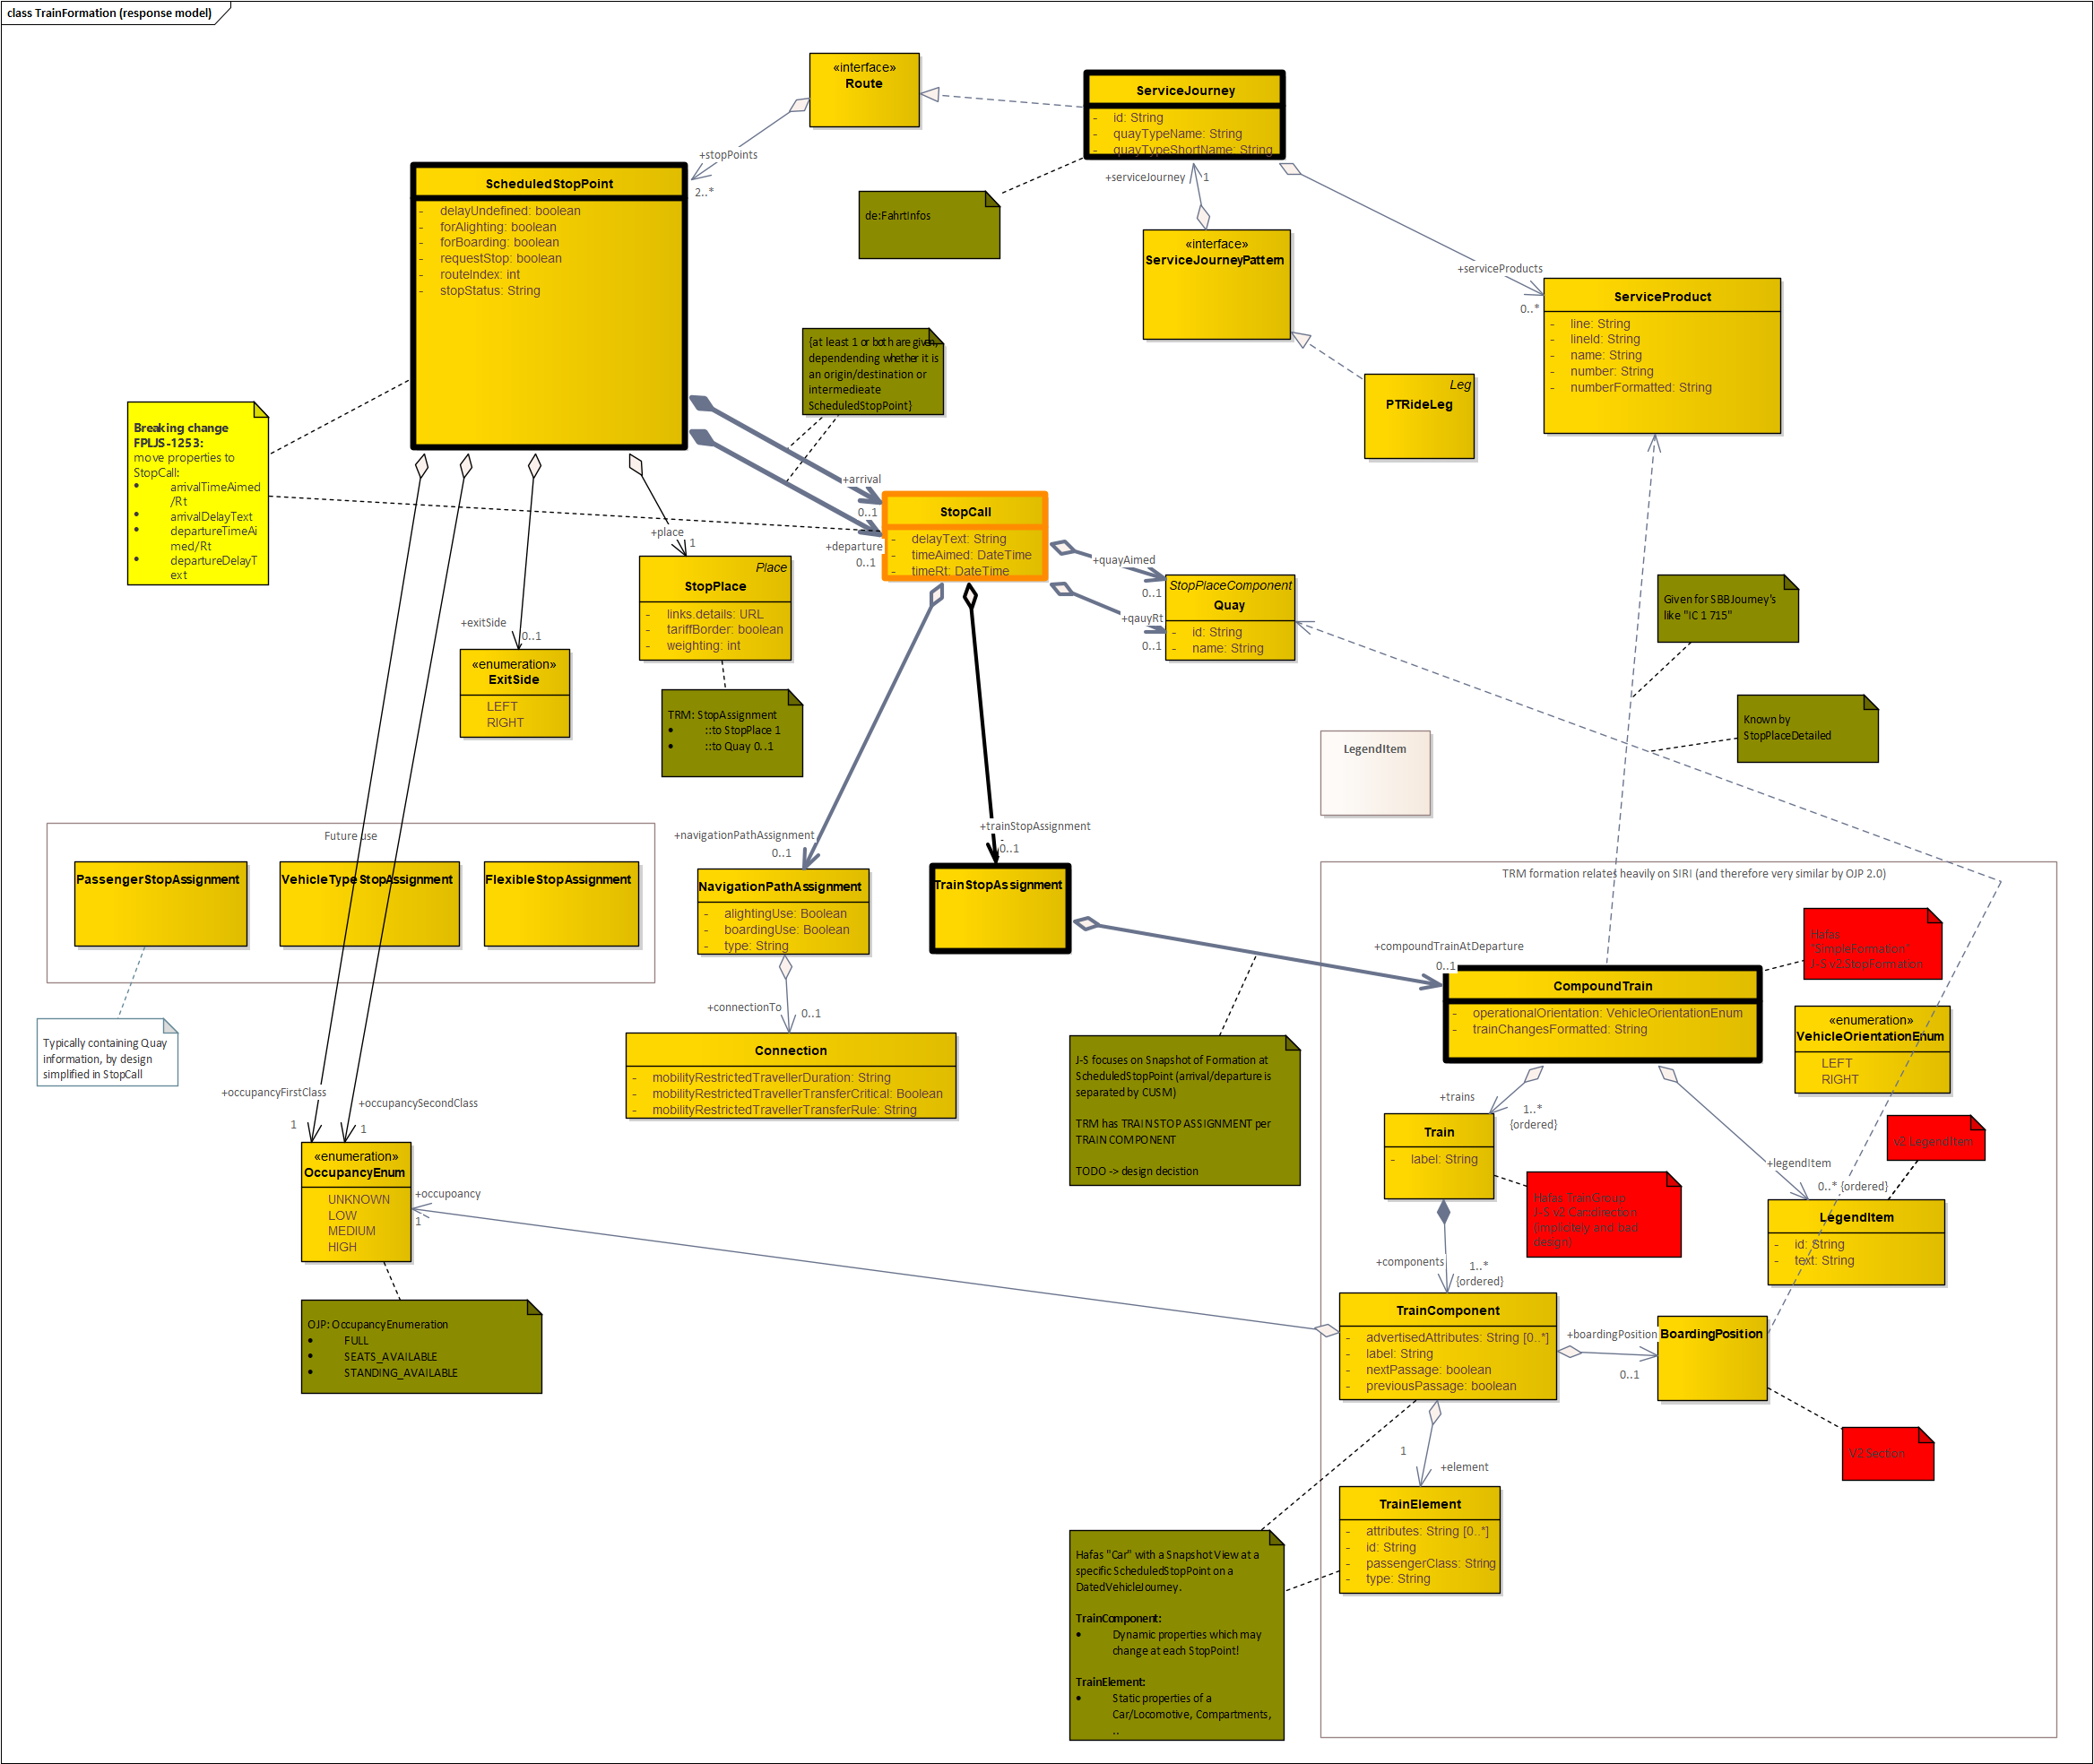 class TrainFormation (response model)
«interface»
Route
ServiceJourney
- id: String
- quayTypeName: String
- quayTypeShortName: String
+stopPoints
2..*
ScheduledStopPoint
- delayUndefined: boolean
- forAlighting: boolean
- forBoarding: boolean
- requestStop: boolean
- routeIndex: int
- stopStatus: String
de:FahrtInfos
+serviceJourney
1
«interface»
ServiceJourneyPattern
+serviceProducts
0..*
ServiceProduct
- line: String
- lineId: String
- name: String
- number: String
- numberFormatted: String
Leg
PTRideLeg
{at least 1 or both are given,
dependending whether it is
an origin/destination or
intermedieate
ScheduledStopPoint}
Breaking change
FPLJS-1253:
move properties to
StopCall:
• arrivalTimeAimed
/Rt
• arrivalDelayText
• departureTimeAi
med/Rt
• departureDelayT
ext
+arrival
0..1
+departure
0..1
StopCall
- delayText: String
- timeAimed: DateTime
- timeRt: DateTime
+place
1
Place
StopPlace
- links.details: URL
- tariffBorder: boolean
- weighting: int
+quayAimed
0..1
+qauyRt
0..1
StopPlaceComponent
Quay
- id: String
- name: String
Given for SBBJourney's
like "IC 1 715"
+exitSide
0..1
«enumeration»
ExitSide
LEFT
RIGHT
TRM: StopAssignment
• ::to StopPlace 1
• ::to Quay 0..1
Known by
StopPlaceDetailed
LegendItem
Future use
PassengerStopAssignment
VehicleTypeStopAssignment
FlexibleStopAssignment
+navigationPathAssignment
0..1
+trainStopAssignment
-
0..1
NavigationPathAssignment
- alightingUse: Boolean
- boardingUse: Boolean
- type: String
TrainStopAssignment
TRM formation relates heavily on SIRI (and therefore very similar by OJP 2.0)
Hafas
"SimpleFormation"
J-S v2.StopFormation
+compoundTrainAtDeparture
0..1
CompoundTrain
- operationalOrientation: VehicleOrientationEnum
- trainChangesFormatted: String
«enumeration»
VehicleOrientationEnum
LEFT
RIGHT
Typically containing Quay
information, by design
simplified in StopCall
+connectionTo
0..1
Connection
- mobilityRestrictedTravellerDuration: String
- mobilityRestrictedTravellerTransferCritical: Boolean
- mobilityRestrictedTravellerTransferRule: String
J-S focuses on Snapshot of Formation at
ScheduledStopPoint (arrival/departure is
separated by CUSM)
TRM has TRAIN STOP ASSIGNMENT per
TRAIN COMPONENT
TODO -> design decistion
+occupancyFirstClass
1
+occupancySecondClass
1
+trains
1..*
{ordered}
Train
- label: String
v2 LegendItem
+legendItem
0..* {ordered}
LegendItem
- id: String
- text: String
Hafas TrainGroup
J-S v2 Car::direction
(implicitely and bad
design)
«enumeration»
OccupancyEnum
UNKNOWN
LOW
MEDIUM
HIGH
+occupoancy
1
+components
1..*
{ordered}
TrainComponent
- advertisedAttributes: String [0..*]
- label: String
- nextPassage: boolean
- previousPassage: boolean
+boardingPosition
0..1
BoardingPosition
OJP: OccupancyEnumeration
• FULL
• SEATS_AVAILABLE
• STANDING_AVAILABLE
V2 Section
1
+element
TrainElement
- attributes: String [0..*]
- id: String
- passengerClass: String
- type: String
Hafas "Car" with a Snapshot View at a
specific ScheduledStopPoint on a
DatedVehicleJourney.
TrainComponent:
• Dynamic properties which may
change at each StopPoint!
TrainElement:
• Static properties of a
Car/Locomotive, Compartments,
..